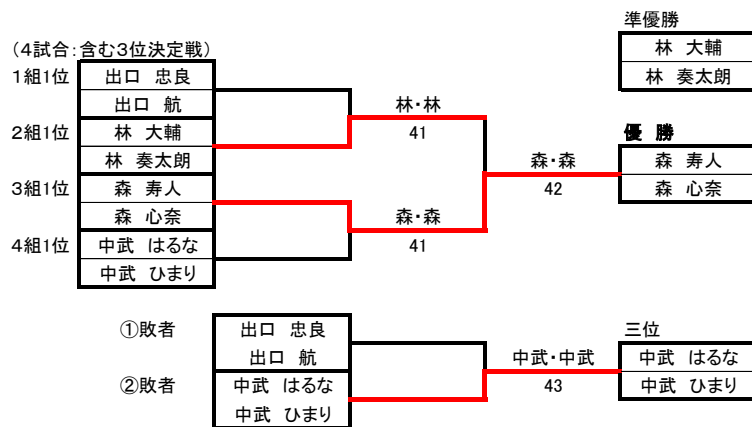 準優勝
林 大輔
林 奏太朗
(4試合:含む3位決定戦)
1組1位
出口 忠良
出口 航
2組1位
林 大輔
林 奏太朗
3組1位
森 寿人
森 心奈
4組1位
中武 はるな
中武 ひまり
林・林
41
森・森
41
森・森
42
優 勝
森 寿人
森 心奈
①敗者
出口 忠良
出口 航
②敗者
中武 はるな
中武 ひまり
中武・中武
43
三位
中武 はるな
中武 ひまり